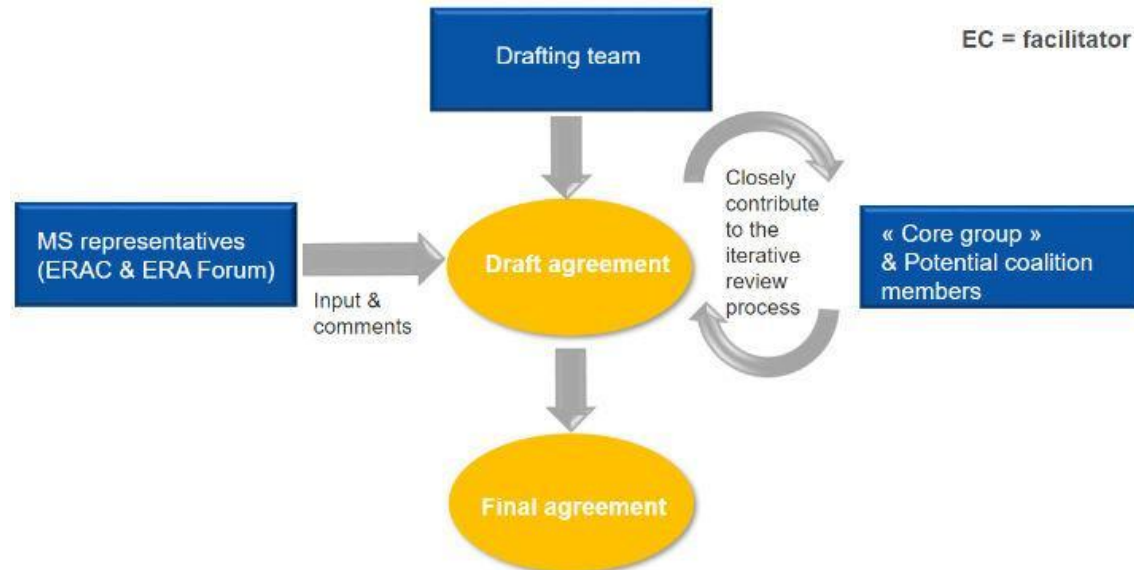 Drafting team
EC = facilitator
MS representatives
(ERAC & ERA Forum)
Input &
comments
Draft agreement
Closely
contribute
to the
iterative
review
process
« Core group »
& Potential coalition
members
Final agreement